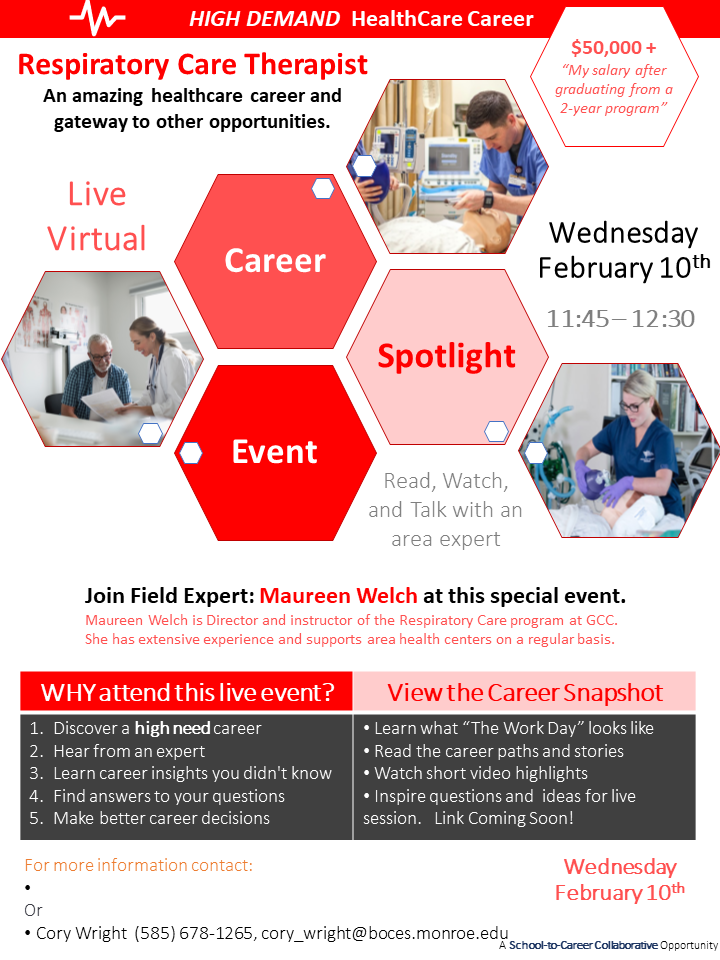 HIGH DEMAND HealthCare Career
$50,000 +
“My salary after
graduating from a
2-year program”
Respiratory Care Therapist
An amazing healthcare career and
gateway to other opportunities.
Live
Virtual
Career
Wednesday
February 10th
11:45 – 12:30
Spotlight
Event
Read, Watch,
and Talk with an
area expert
Join Field Expert: Maureen Welch at this special event.
Maureen Welch is Director and instructor of the Respiratory Care program at GCC.
She has extensive experience and supports area health centers on a regular basis.
WHY attend this live event?
1. Discover a high need career
2. Hear from an expert
3. Learn career insights you didn't know
4. Find answers to your questions
5. Make better career decisions
View the Career Snapshot
• Learn what “The Work Day” looks like
• Read the career paths and stories
• Watch short video highlights
• Inspire questions and ideas for live
session. Link Coming Soon!
For more information contact:
•
Or
• Cory Wright (585) 678-1265, cory_wright@boces.monroe.edu
Wednesday
February 10th
A School-to-Career Collaborative Opportunity